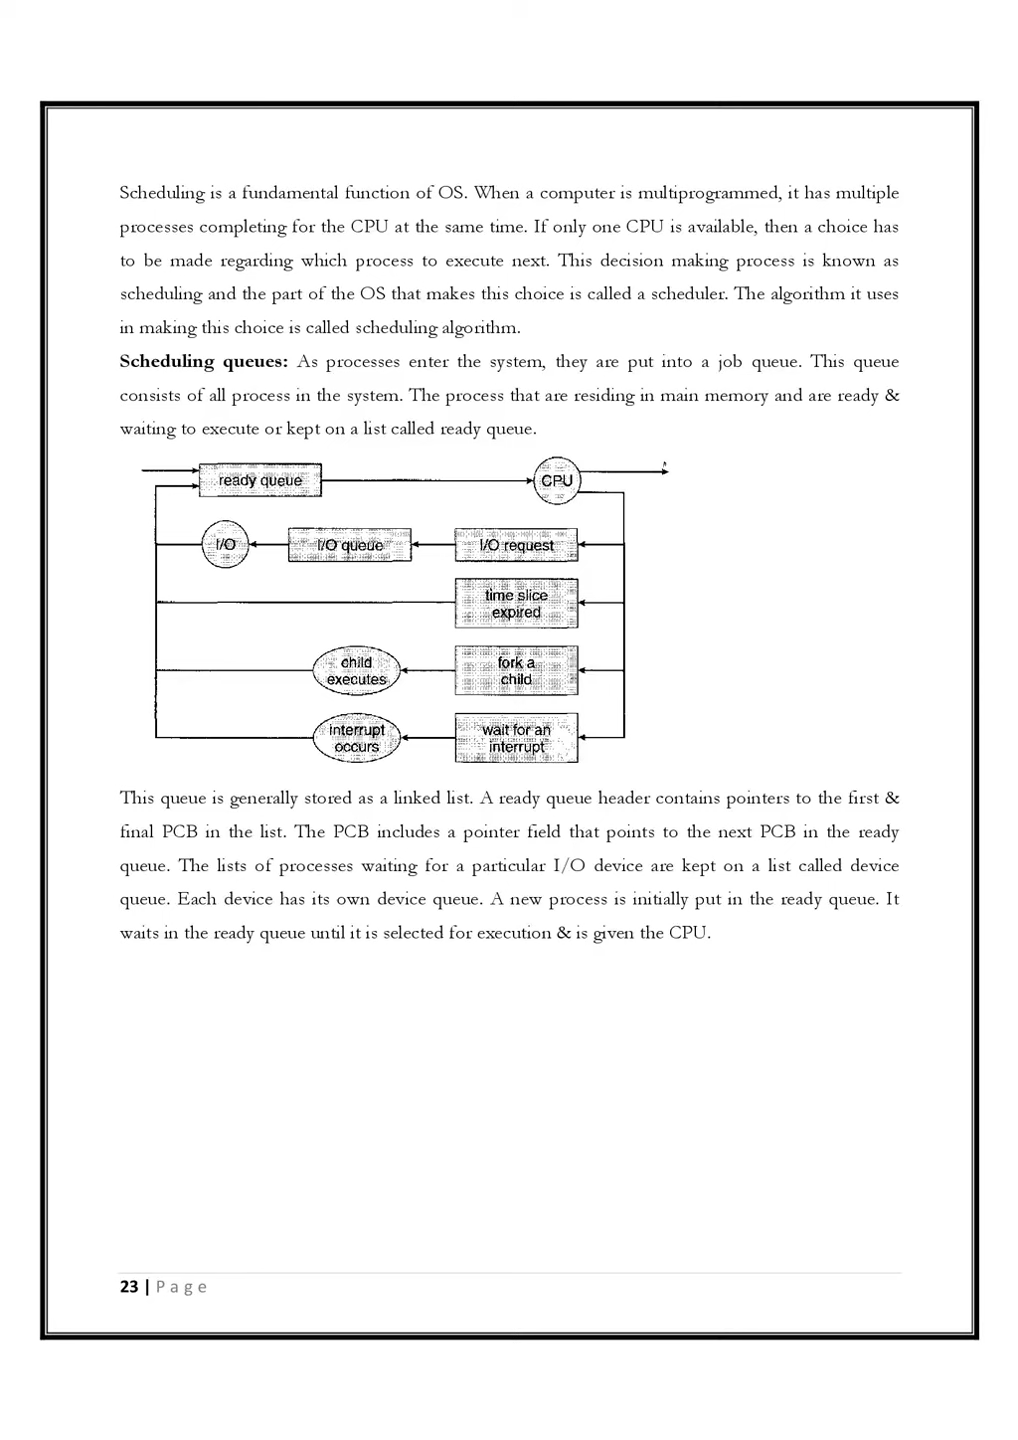 Scheduling is a fundamental function of OS. When a computer is multiprogrammed, it has multiple
processes completing for the CPU at the same time. If only one CPU is available, then a choice has
to be made regarding which process to execute next. This decision making process is known as
scheduling and the part of the OS that makes this choice is called a scheduler. The algorithm it uses
in making this choice is called scheduling algorithm.
Scheduling queues: As processes enter the system, they are put into a job queue. This queue
consists of all process in the system. The process that are residing in main memory and are ready &
waiting to execute or kept on a list called ready queue.
ready queue
CPU
I/O
I/O queue
I/O request
time slice
expired
child
executes
fork a
child
interrupt
occurs
wait for an
interrupt
This queue is generally stored as a linked list. A ready queue header contains pointers to the first &
final PCB in the list. The PCB includes a pointer field that points to the next PCB in the ready
queue. The lists of processes waiting for a particular I/O device are kept on a list called device
queue. Each device has its own device queue. A new process is initially put in the ready queue. It
waits in the ready queue until it is selected for execution & is given the CPU.
23 | P a g e